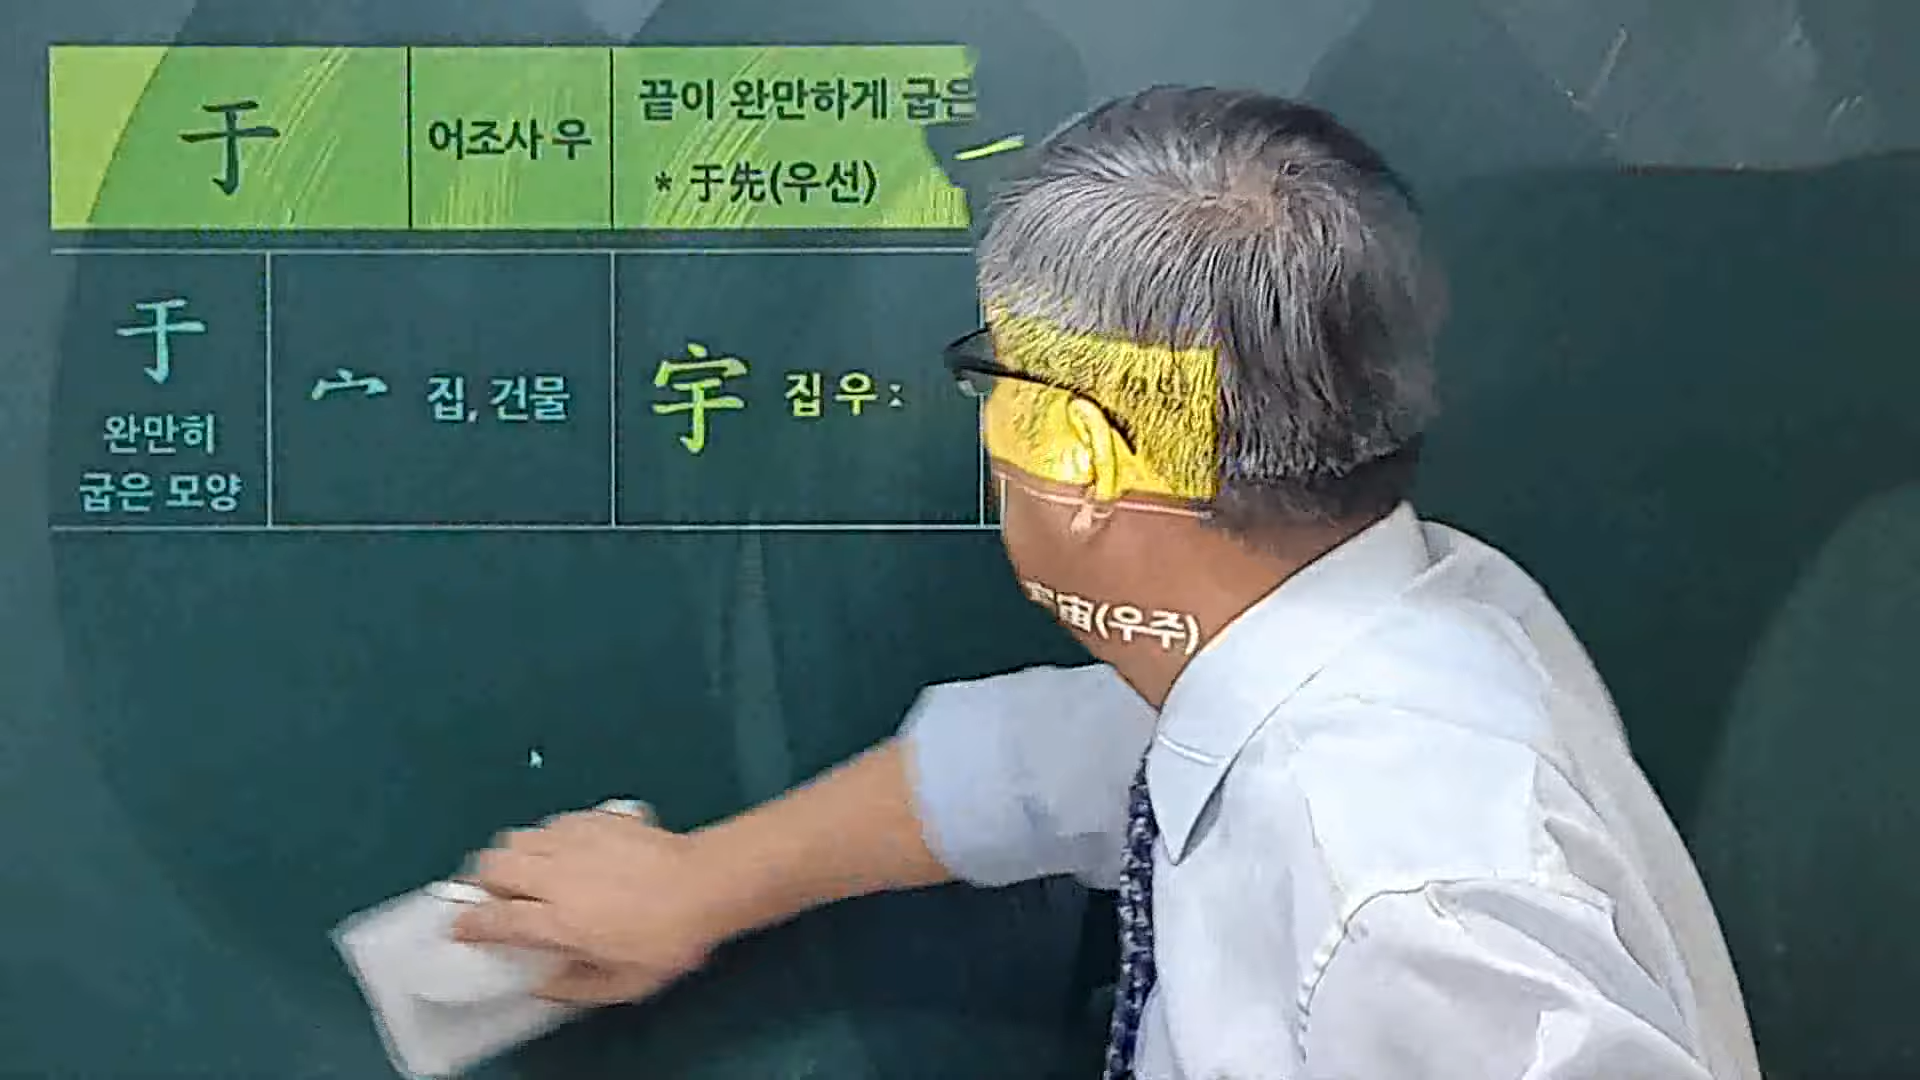 于
어조사 우
끝이 완만하게 굽은
* 于先(우선)
于
완만히
굽은 모양
宀 집, 건물
宇 집 우 :
宙(우주)